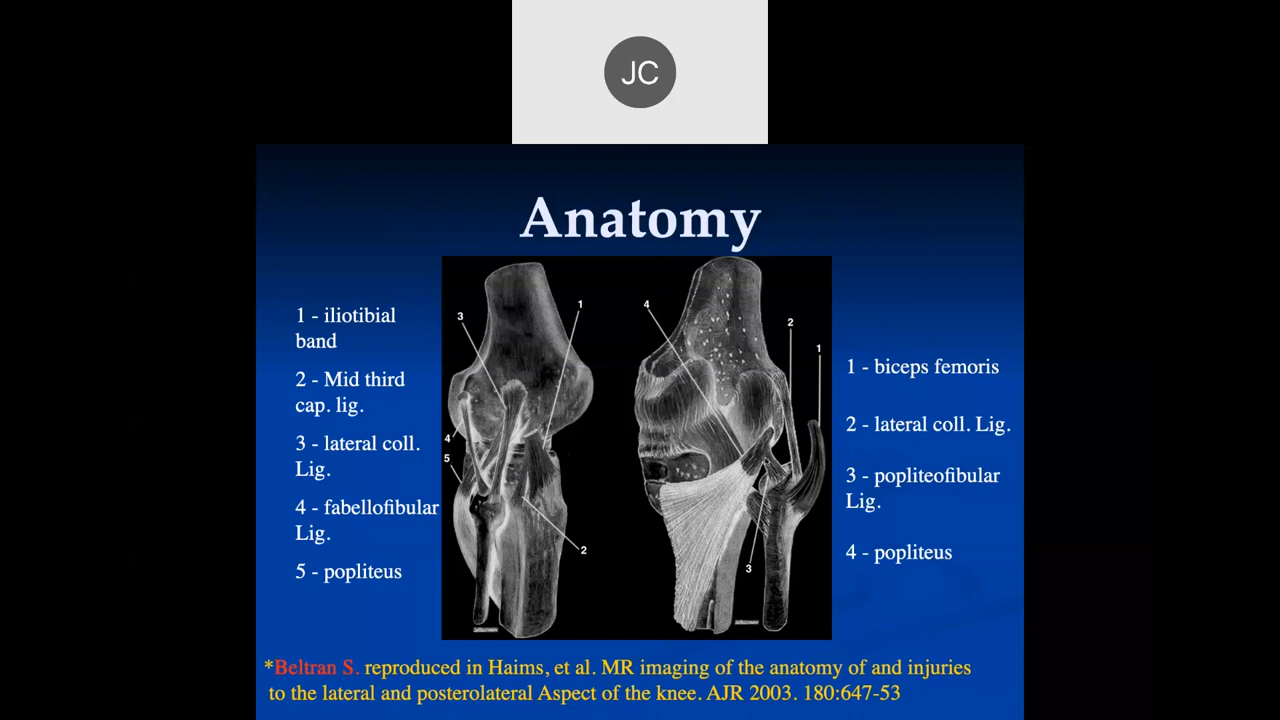 JC
Anatomy
1 - iliotibial
band
2 - Mid third
cap. lig.
3 - lateral coll.
Lig.
4 - fabellofibular
Lig.
5 - popliteus
3
1
4
5
2
4
2
1
3
1 - biceps femoris
2 - lateral coll. Lig.
3 - popliteofibular
Lig.
4 - popliteus
*Beltran S. reproduced in Haims, et al. MR imaging of the anatomy of and injuries
to the lateral and posterolateral Aspect of the knee. AJR 2003. 180:647-53